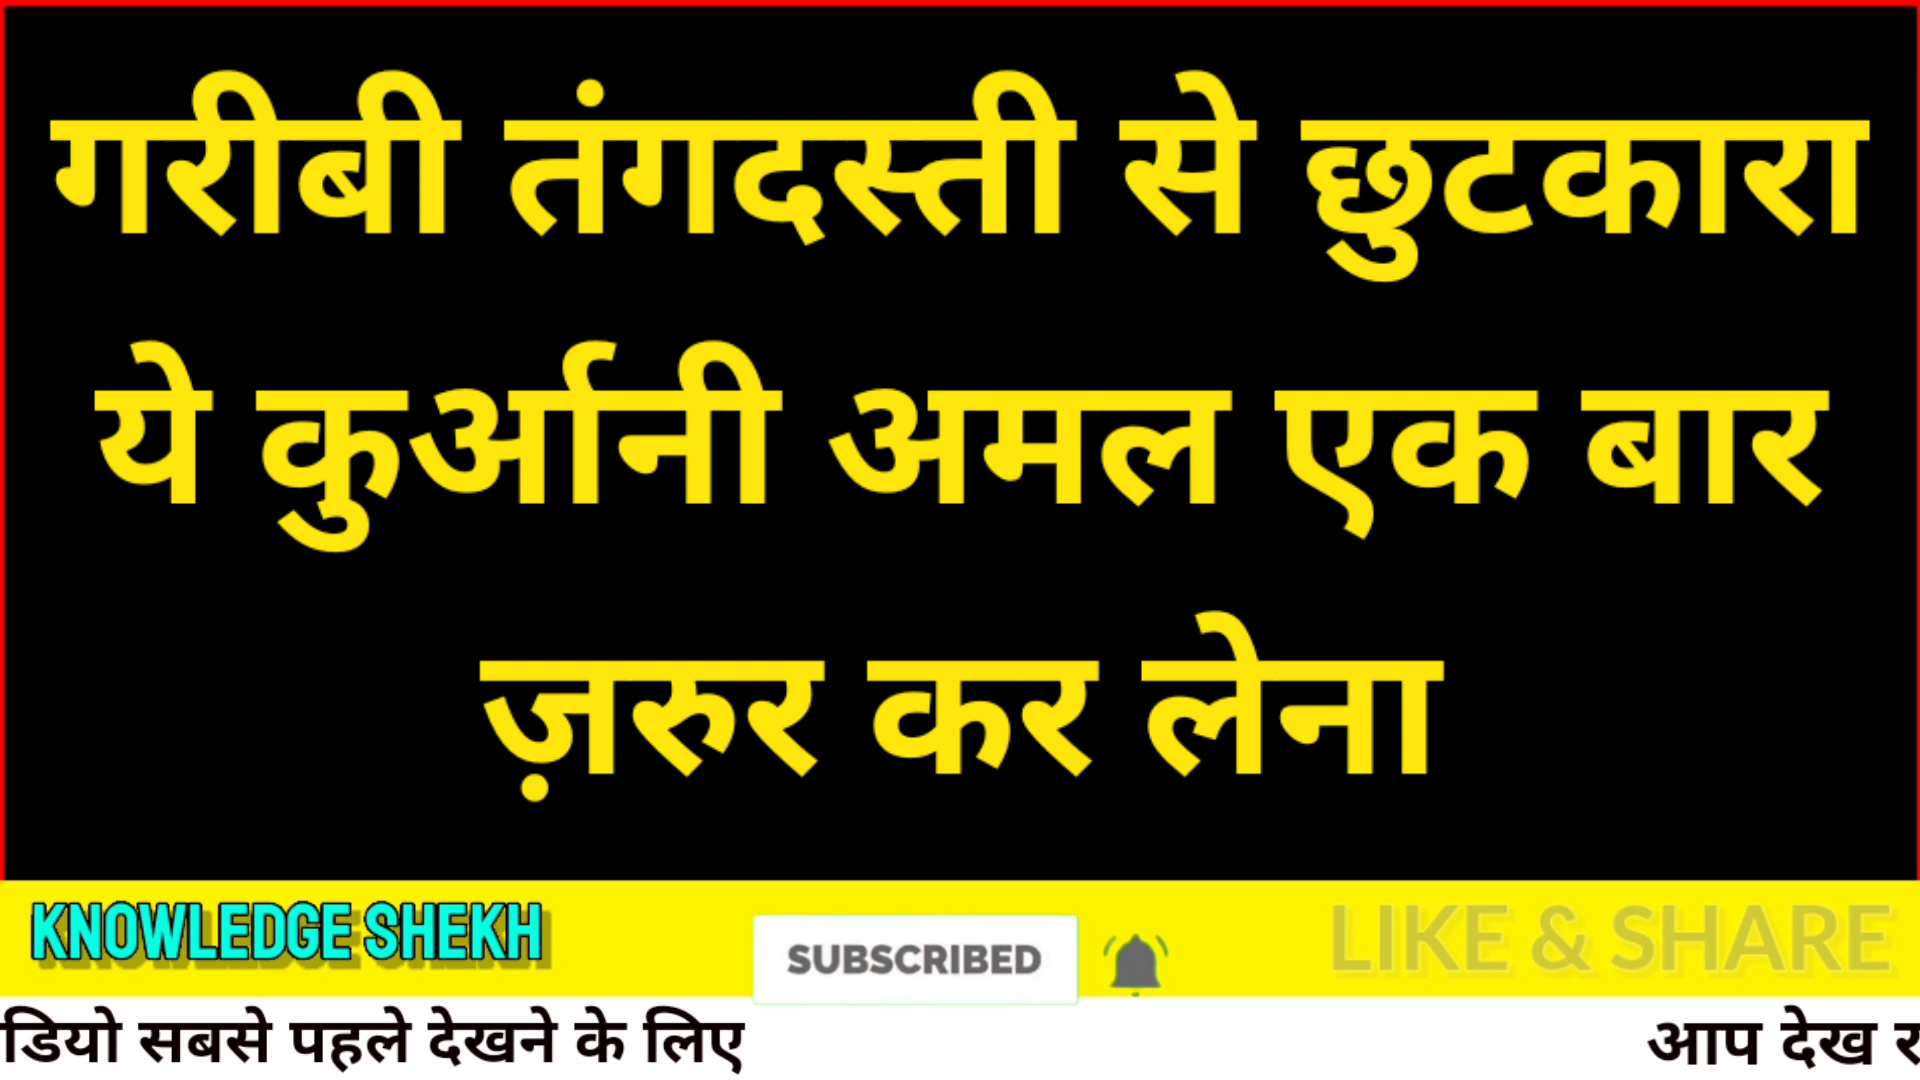 गरीबी तंगदस्ती से छुटकारा
ये कुर्आनी अमल एक बार
ज़रुर कर लेना
KNOWLEDGE SHEKH
SUBSCRIBED
LIKE & SHARE
डियो सबसे पहले देखने के लिए
आप देख र